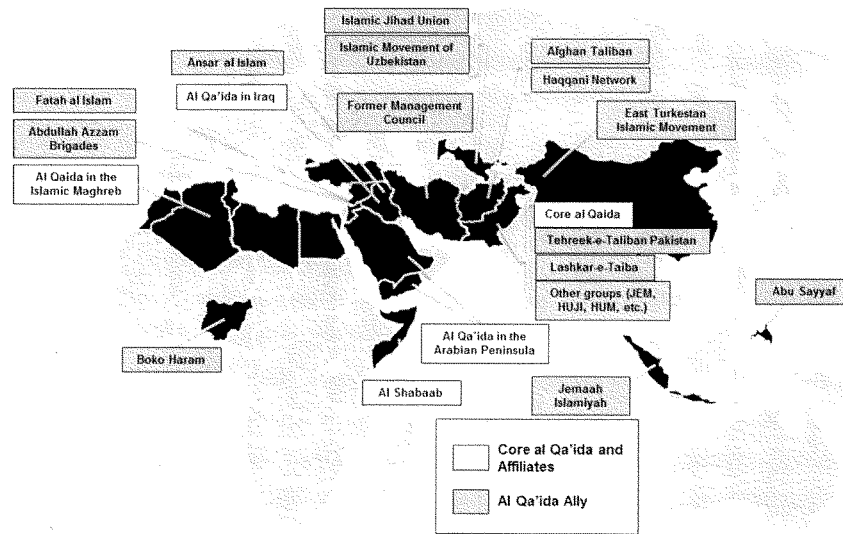 Islamic Jihad Union
Islamic Movement of
Uzbekistan
Afghan Taliban
Haqqani Network
Ansar al Islam
Al Qa'ida in Iraq
Former Management
Council
East Turkestan
Islamic Movement
Fatah al Islam
Abdullah Azzam
Brigades
Al Qaida in the
Islamic Maghreb
Core al Qaida
Tehreek-e-Taliban Pakistan
Lashkar-e-Taiba
Other groups (JEM,
HUJI, HUM, etc.)
Abu Sayyaf
Boko Haram
Al Qa'ida in the
Arabian Peninsula
Al Shabaab
Jemaah
Islamiyah
Core al Qa'ida and
Affiliates
Al Qa'ida Ally